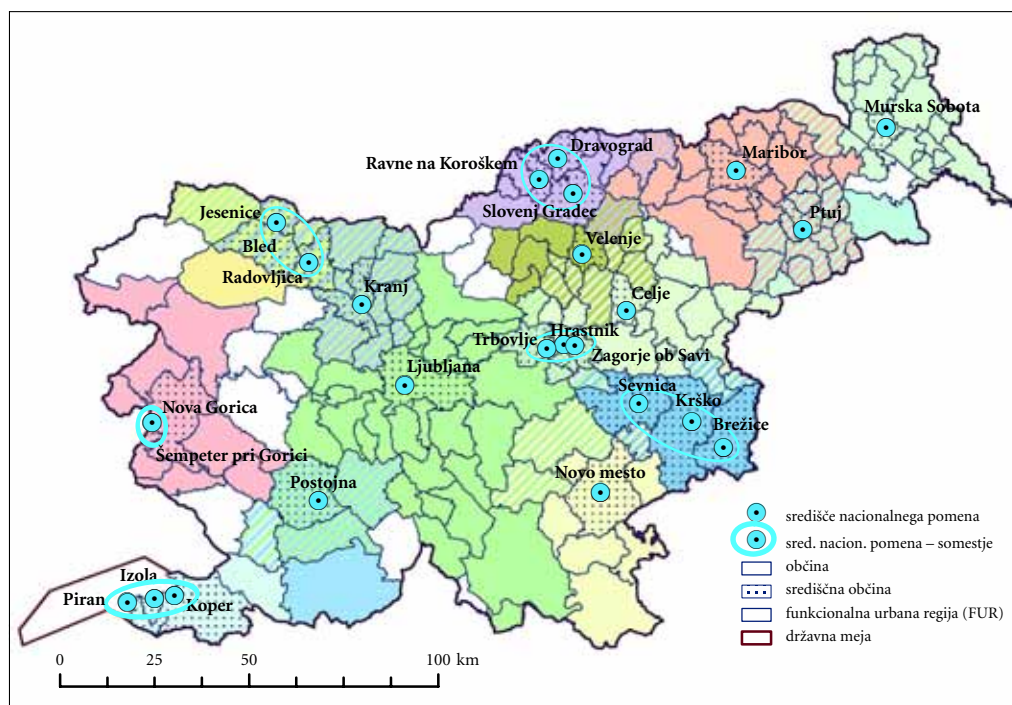 Murska Sobota
Dravograd
Maribor
Ravne na Koroškem
Slovenj Gradec
Ptuj
Jesenice
Velenje
Bled
Radovljica
Kranj
Celje
Hrastnik
Trbovlje
Zagorje ob Savi
Ljubljana
Sevnica
Krško
Nova Gorica
Brežice
Šempeter pri Gorici
Novo mesto
Postojna
Izola
Piran
Koper
središče nacionalnega pomena
sred. nacion. pomena – somestje
občina
središčna občina
funkcionalna urbana regija (FUR)
državna meja
0 25 50 100 km